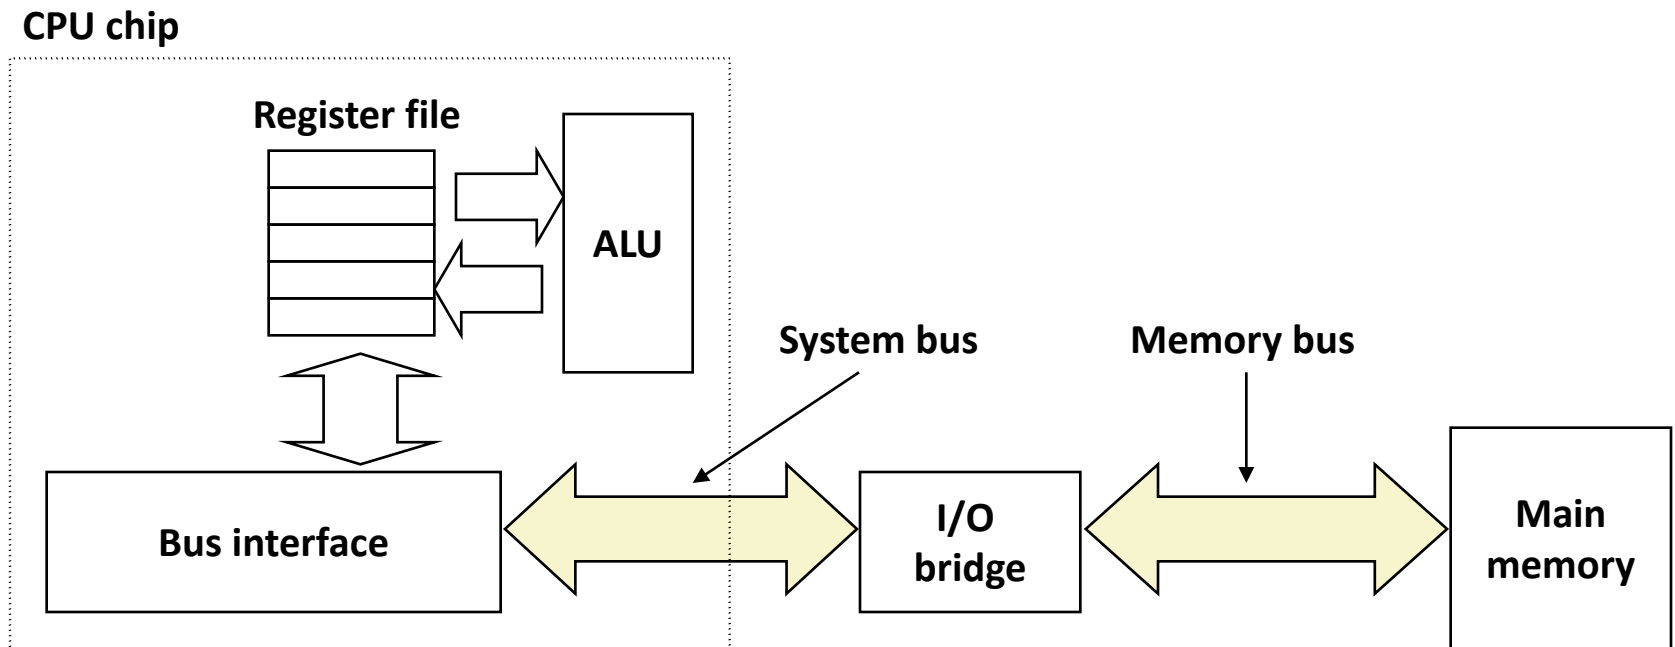 CPU chip
Register file
ALU
System bus
Memory bus
Bus interface
I/O
bridge
Main
memory